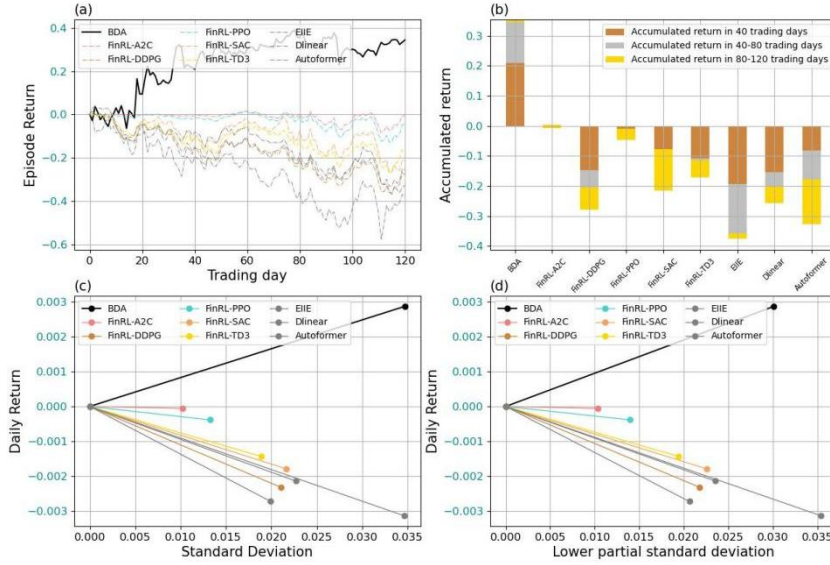 (a)
BDA
FinRL-A2C
FinRL-DDPG
FinRL-PPO
FinRL-SAC
FinRL-TD3
EIIE
Dlinear
Autoformer
0.4
0.2
0.0
−0.2
−0.4
−0.6
Episode Return
0 20 40 60 80 100 120
Trading day
(b)
Accumulated return in 40 trading days
Accumulated return in 40-80 trading days
Accumulated return in 80-120 trading days
0.3
0.2
0.1
0.0
−0.1
−0.2
−0.3
−0.4
Accumulated return
BDA
FinRL-A2C
FinRL-DDPG
FinRL-PPO
FinRL-SAC
FinRL-TD3
EIIE
Dlinear
Autoformer
(c)
BDA
FinRL-A2C
FinRL-DDPG
FinRL-PPO
FinRL-SAC
FinRL-TD3
EIIE
Dlinear
Autoformer
0.003
0.002
0.001
0.000
−0.001
−0.002
−0.003
Daily Return
0.000 0.005 0.010 0.015 0.020 0.025 0.030 0.035
Standard Deviation
(d)
BDA
FinRL-A2C
FinRL-DDPG
FinRL-PPO
FinRL-SAC
FinRL-TD3
EIIE
Dlinear
Autoformer
0.003
0.002
0.001
0.000
−0.001
−0.002
−0.003
Daily Return
0.000 0.005 0.010 0.015 0.020 0.025 0.030 0.035
Lower partial standard deviation